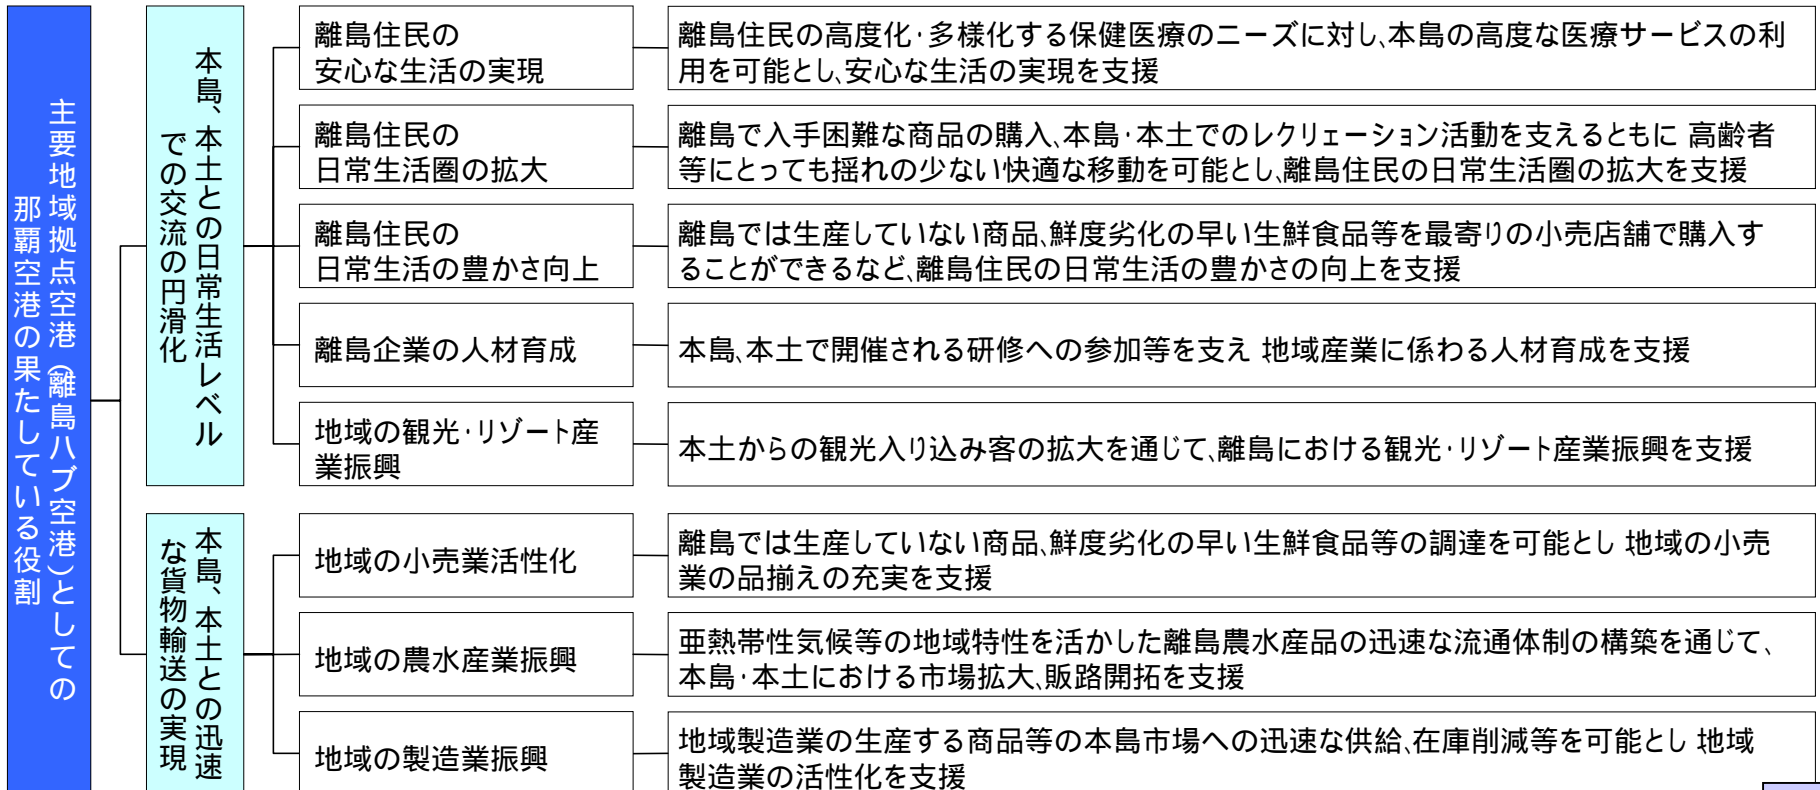 主要地域拠点空港（離島ハブ空港）としての
那覇空港の果たしている役割
本島、本土との日常生活レベル
での交流の円滑化
離島住民の
安心な生活の実現
離島住民の高度化・多様化する保健医療のニーズに対し、本島の高度な医療サービスの利
用を可能とし、安心な生活の実現を支援
離島住民の
日常生活圏の拡大
離島で入手困難な商品の購入、本島・本土でのレクリェーション活動を支えるともに 高齢者
等にとっても揺れの少ない快適な移動を可能とし、離島住民の日常生活圏の拡大を支援
離島住民の
日常生活の豊かさ向上
離島では生産していない商品、鮮度劣化の早い生鮮食品等を最寄りの小売店舗で購入す
ることができるなど、離島住民の日常生活の豊かさの向上を支援
離島企業の人材育成
本島、本土で開催される研修への参加等を支え 地域産業に係わる人材育成を支援
地域の観光・リゾート産
業振興
本土からの観光入り込み客の拡大を通じて、離島における観光・リゾート産業振興を支援
本島、本土との迅速
な貨物輸送の実現
地域の小売業活性化
離島では生産していない商品、鮮度劣化の早い生鮮食品等の調達を可能とし 地域の小売
業の品揃えの充実を支援
地域の農水産業振興
亜熱帯性気候等の地域特性を活かした離島農水産品の迅速な流通体制の構築を通じて、
本島・本土における市場拡大、販路開拓を支援
地域の製造業振興
地域製造業の生産する商品等の本島市場への迅速な供給、在庫削減等を可能とし 地域
製造業の活性化を支援